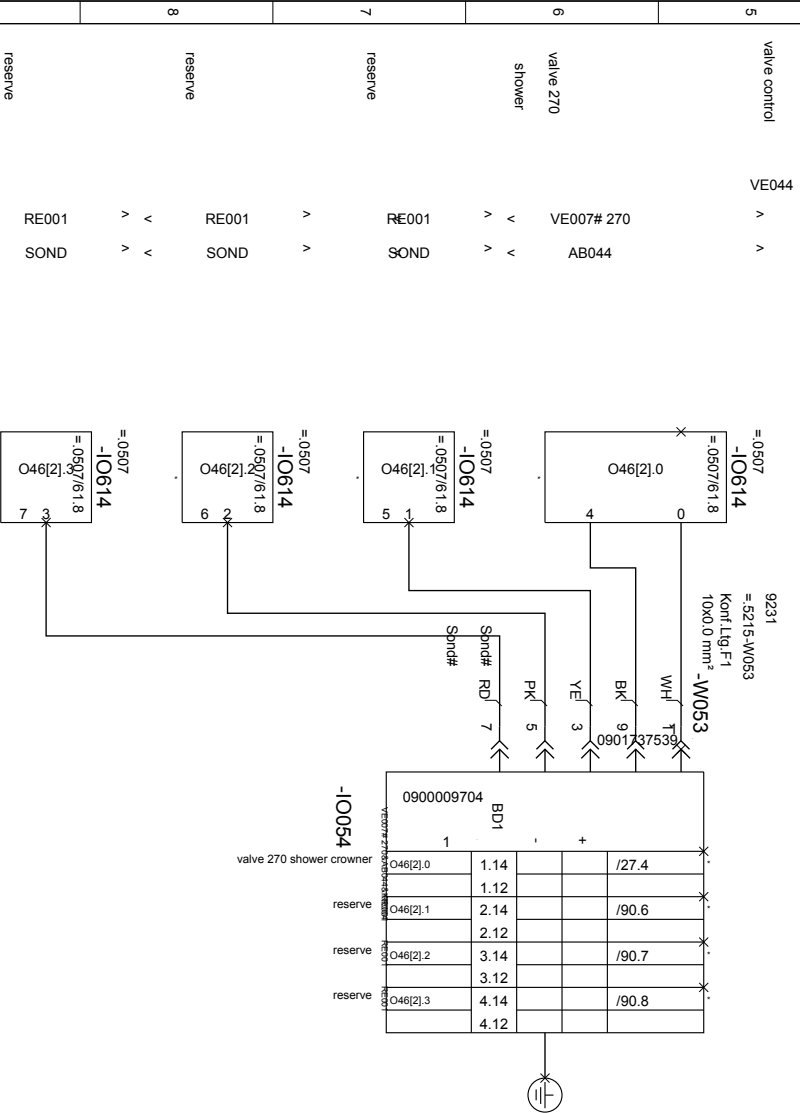 8
7
6
5
reserve
reserve
reserve
valve 270
shower
valve control
VE044
RE001 > < RE001 > RE001 > < VE007# 270 >
SOND > < SOND > SOND > < AB044 >
=.0507
-IO614
=.0507/61.8
O46[2].3
7 3
=.0507
-IO614
=.0507/61.8
O46[2].2
6 2
=.0507
-IO614
=.0507/61.8
O46[2].1
5 1
=.0507
-IO614
=.0507/61.8
O46[2].0
4 0
9231
=.5215-W053
Konf.Ltg.F1
10x0.0 mm²
-W053
Sond#
Sond#
RD
PK
YE
BK
WH
7
5
3
9
1
0901737539
-IO054
0900009704
BD1
1 - +
VE007# 270&AB044&
valve 270 shower crowner O46[2].0 1.14 /27.4
1.12
reserve O46[2].1 2.14 /90.6
2.12
RE001
reserve O46[2].2 3.14 /90.7
3.12
RE001
reserve O46[2].3 4.14 /90.8
4.12